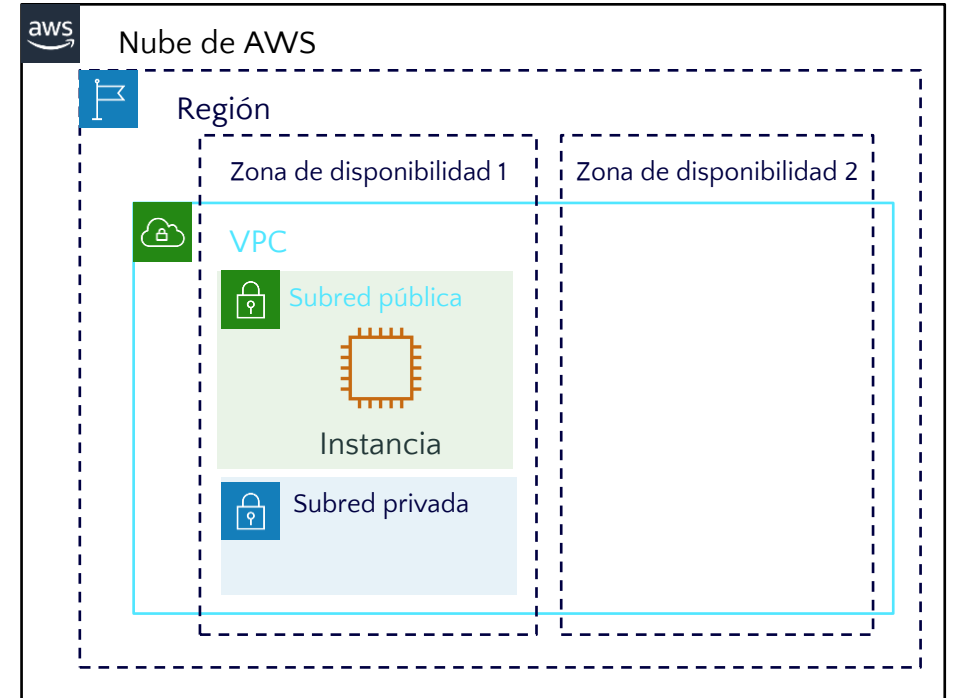 aws
Nube de AWS
Región
Zona de disponibilidad 1
Zona de disponibilidad 2
VPC
Subred pública
Instancia
Subred privada